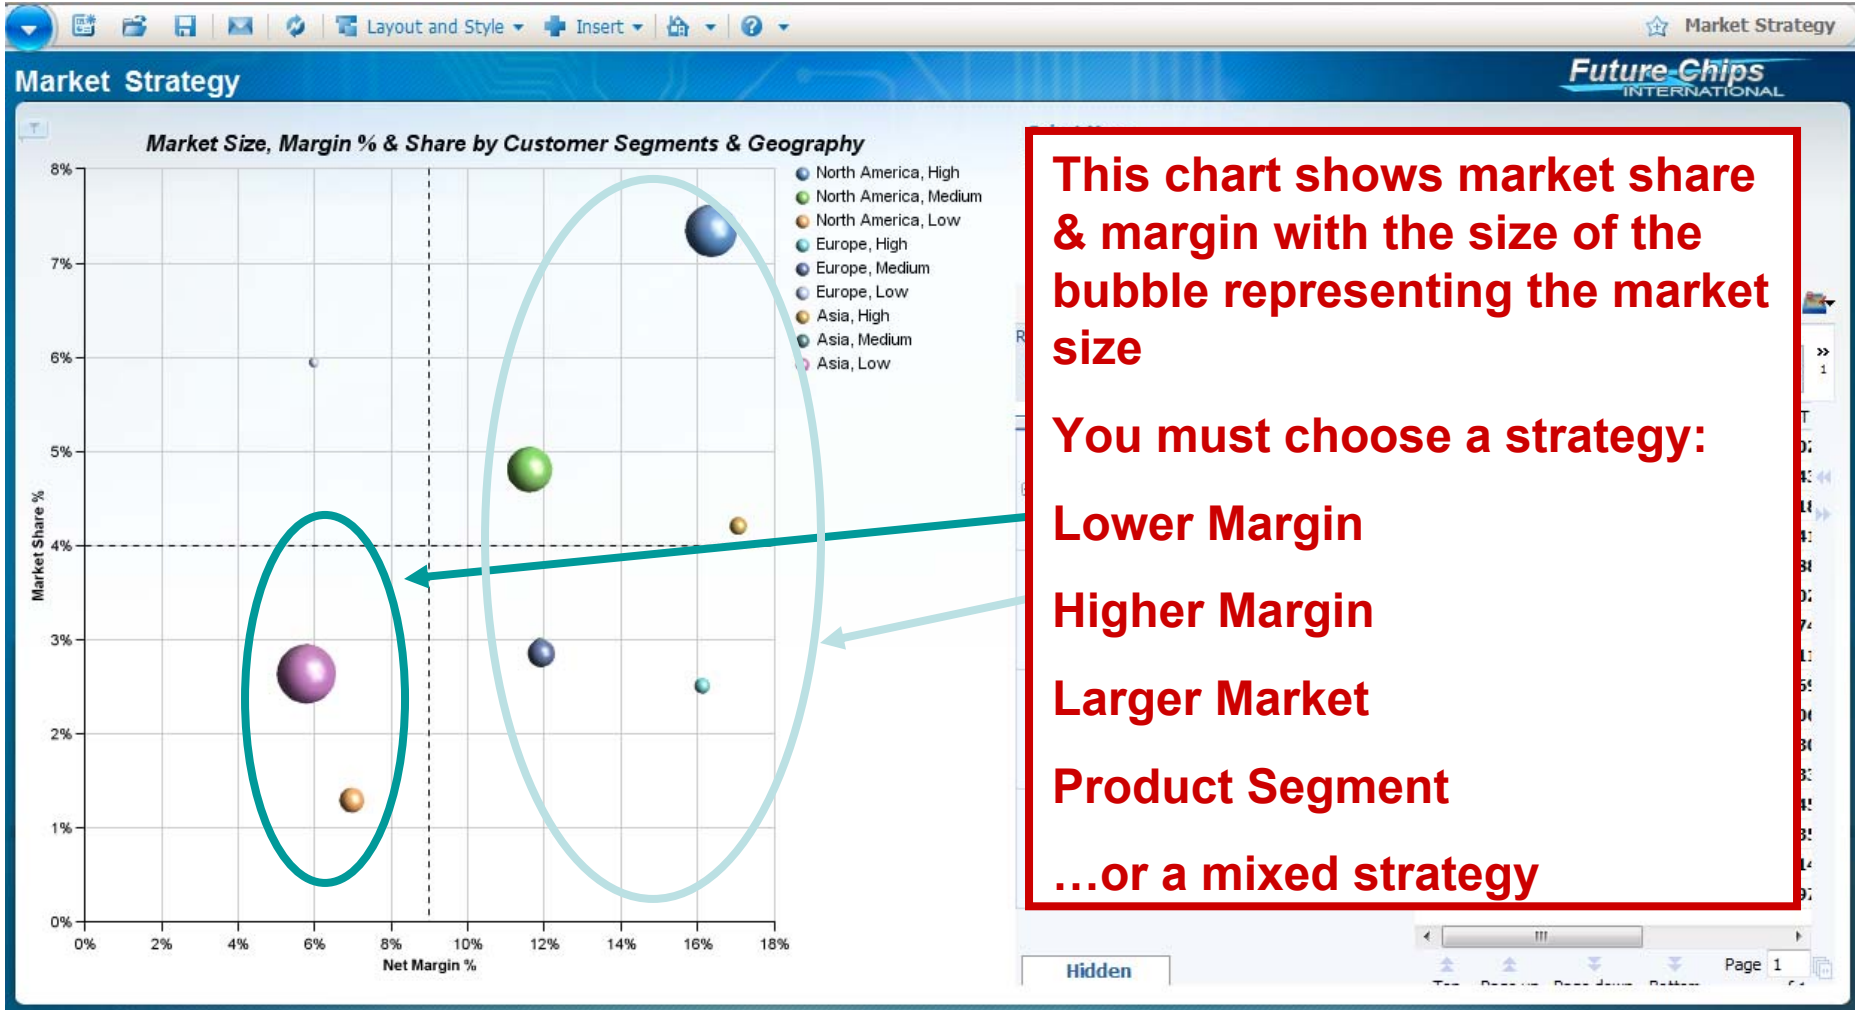 Layout and Style
Insert
Market Strategy
Market Strategy
Future Chips
INTERNATIONAL
Market Size, Margin % & Share by Customer Segments & Geography
North America, High
North America, Medium
North America, Low
Europe, High
Europe, Medium
Europe, Low
Asia, High
Asia, Medium
Asia, Low
8%
7%
6%
5%
4%
3%
2%
1%
0%
Market Share %
0% 2% 4% 6% 8% 10% 12% 14% 16% 18%
Net Margin %
This chart shows market share
& margin with the size of the
bubble representing the market
size
You must choose a strategy:
Lower Margin
Higher Margin
Larger Market
Product Segment
…or a mixed strategy
1
Hidden
Page 1